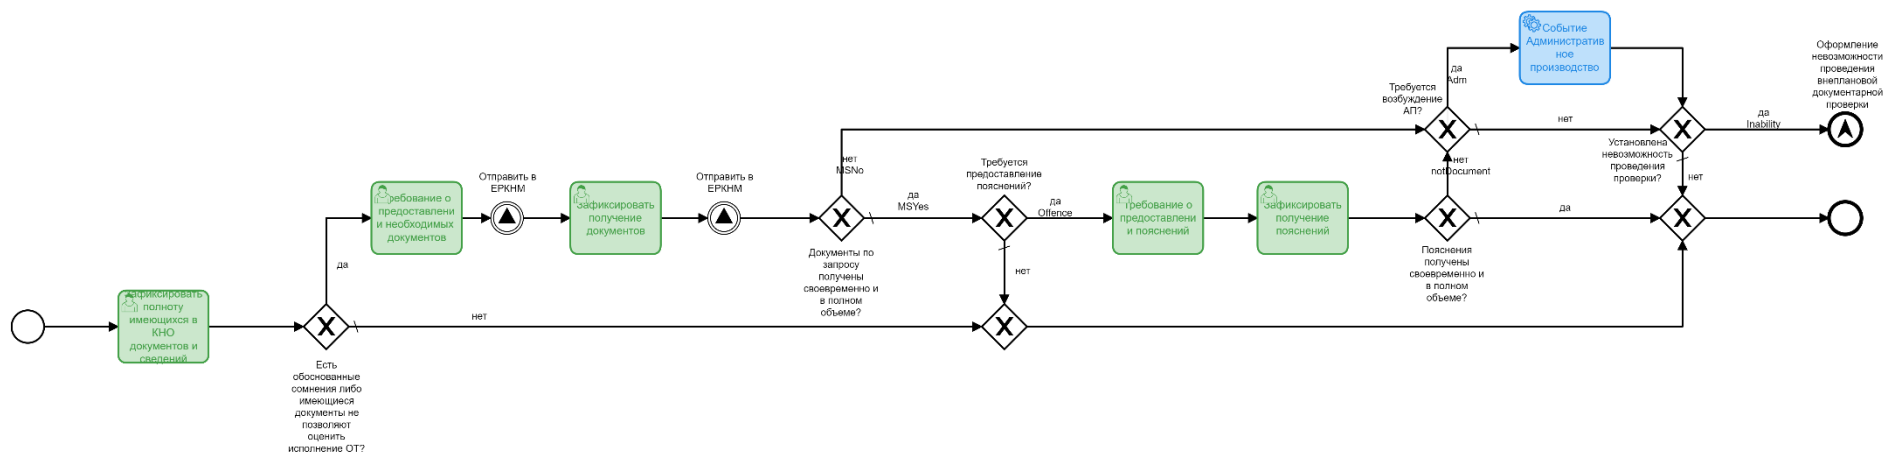 Событие
Административ
ное
производство
Оформление
невозможности
проведения
внеплановой
документарной
проверки
да
Adm
Требуется
возбуждение
АП?
нет
да
Inability
Установлена
невозможность
проведения
проверки?
нет
нет
MSNo
Требуется
предоставление
пояснений?
нет
notDocument
Отправить в
ЕРКНМ
Отправить в
ЕРКНМ
Требование о
предоставлени
и необходимых
документов
Зафиксировать
получение
документов
да
MSYes
да
Offence
Требование о
предоставлени
и пояснений
Зафиксировать
получение
пояснений
да
Документы по
запросу
получены
своевременно и
в полном
объеме?
Пояснения
получены
своевременно и
в полном
объеме?
да
нет
Зафиксировать
полноту
имеющихся в
КНО
документов и
сведений
нет
Есть
обоснованные
сомнения либо
имеющиеся
документы не
позволяют
оценить
исполнение ОТ?